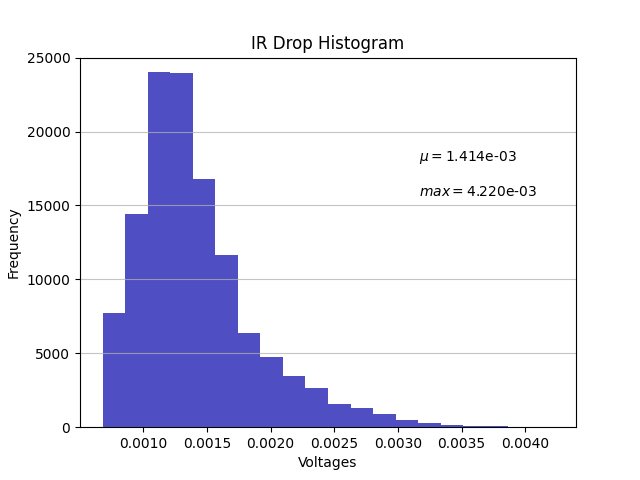 IR Drop Histogram
25000
20000
15000
10000
5000
0
Frequency
μ = 1.414e-03
max = 4.220e-03
0.0010 0.0015 0.0020 0.0025 0.0030 0.0035 0.0040
Voltages